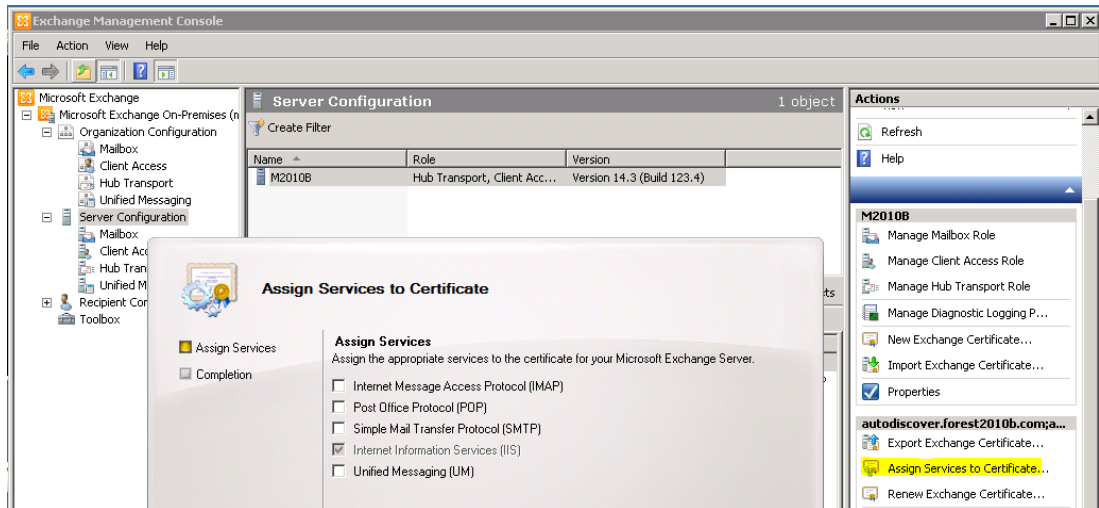 Exchange Management Console
File Action View Help
Microsoft Exchange
Microsoft Exchange On-Premises (n
Organization Configuration
Mailbox
Client Access
Hub Transport
Unified Messaging
Server Configuration
Mailbox
Client Acc
Hub Tran
Unified M
Recipient Cor
Toolbox
Server Configuration 1 object
Create Filter
Name Role Version
M2010B Hub Transport, Client Acc... Version 14.3 (Build 123.4)
ts
Assign Services to Certificate
Assign Services
Completion
Assign Services
Assign the appropriate services to the certificate for your Microsoft Exchange Server.
Internet Message Access Protocol (IMAP)
Post Office Protocol (POP)
Simple Mail Transfer Protocol (SMTP)
Internet Information Services (IIS)
Unified Messaging (UM)
Actions
Refresh
Help
M2010B
Manage Mailbox Role
Manage Client Access Role
Manage Hub Transport Role
Manage Diagnostic Logging P...
New Exchange Certificate...
Import Exchange Certificate...
Properties
autodiscover.forest2010b.com;a...
Export Exchange Certificate...
Assign Services to Certificate...
Renew Exchange Certificate...